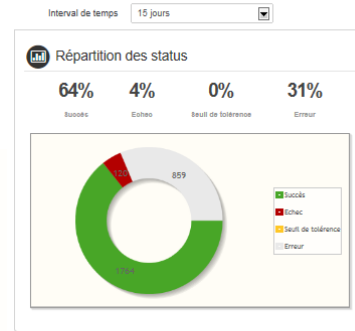 Interval de temps 15 jours
Répartition des status
64% 4% 0% 31%
Succès Echec Seuil de tolérence Erreur
120 859
1764
Succès
Echec
Seuil de tolérence
Erreur